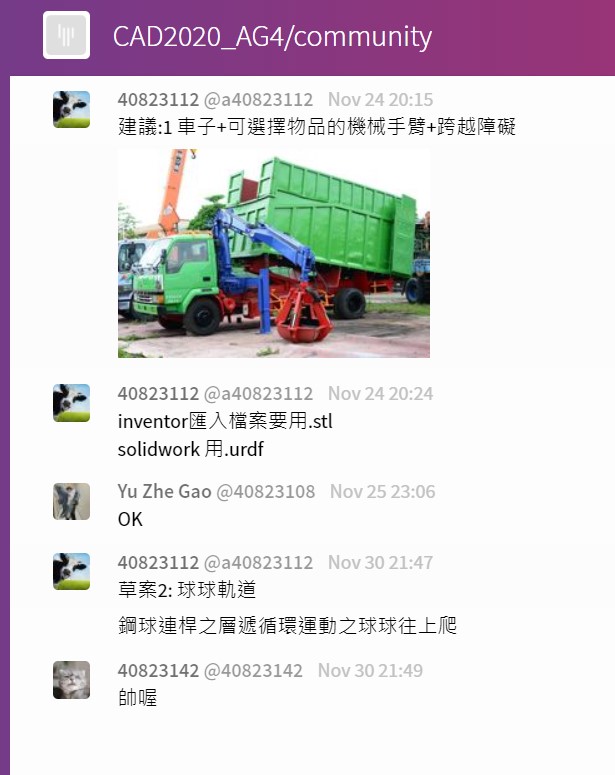 CAD2020_AG4/community
40823112 @a40823112 Nov 24 20:15
建議:1 車子+可選擇物品的機械手臂+跨越障礙
40823112 @a40823112 Nov 24 20:24
inventor匯入檔案要用.stl
solidwork 用.urdf
Yu Zhe Gao @40823108 Nov 25 23:06
OK
40823112 @a40823112 Nov 30 21:47
草案2: 球球軌道
鋼球連桿之層遞循環運動之球球往上爬
40823142 @40823142 Nov 30 21:49
帥喔